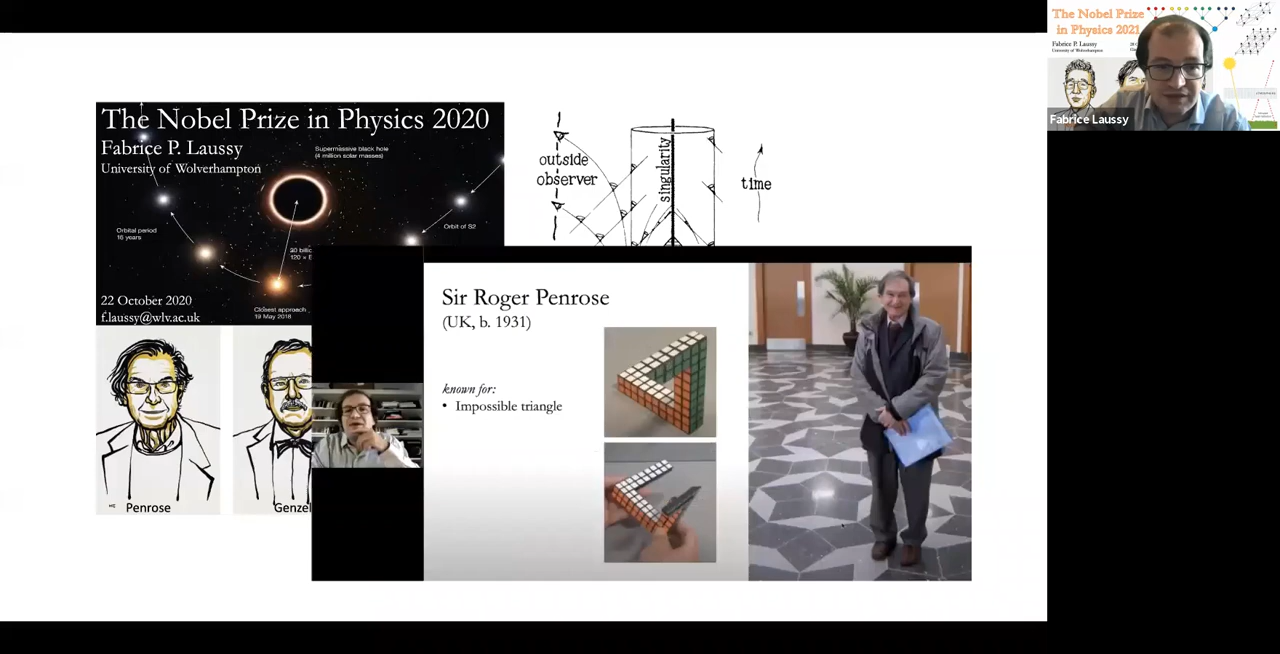 The Nobel Prize in Physics 2020
Fabrice P. Laussy
University of Wolverhampton
Supermassive black hole
(4 million solar masses)
Orbital period
16 years
Orbit of S2
Closest approach
19 May 2018
22 October 2020
f.laussy@wlv.ac.uk
Penrose
Genzel
outside
observer
singularity
time
Sir Roger Penrose
(UK, b. 1931)
known for:
• Impossible triangle
The Nobel Prize
in Physics 2021
Fabrice P. Laussy
University of Wolverhampton
Fabrice Laussy